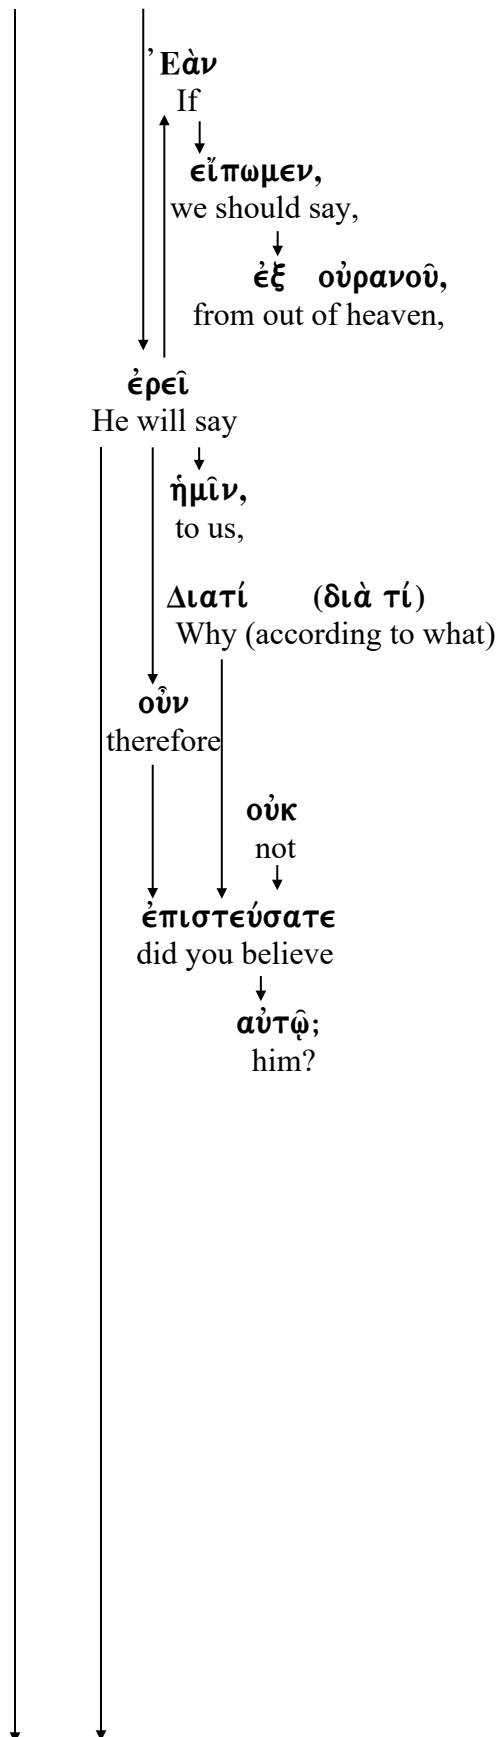 Ἐὰν
If
εἴπωμεν,
we should say,
ἐξ οὐρανοῦ,
from out of heaven,
ἐρεῖ
He will say
ἡμῖν,
to us,
Διατί (διὰ τί)
Why (according to what)
οὖν
therefore
οὐκ
not
ἐπιστεύσατε
did you believe
αὐτῷ;
him?